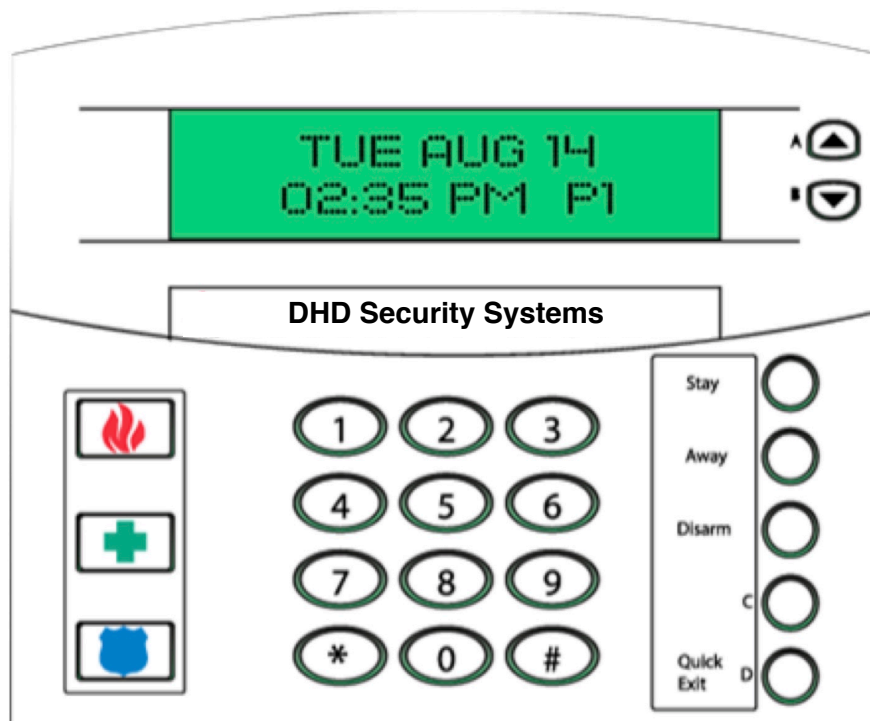 TUE AUG 14
02:35 PM P1
A
B
DHD Security Systems
1 2 3
4 5 6
7 8 9
* 0 #
Stay
Away
Disarm
C
Quick
Exit D